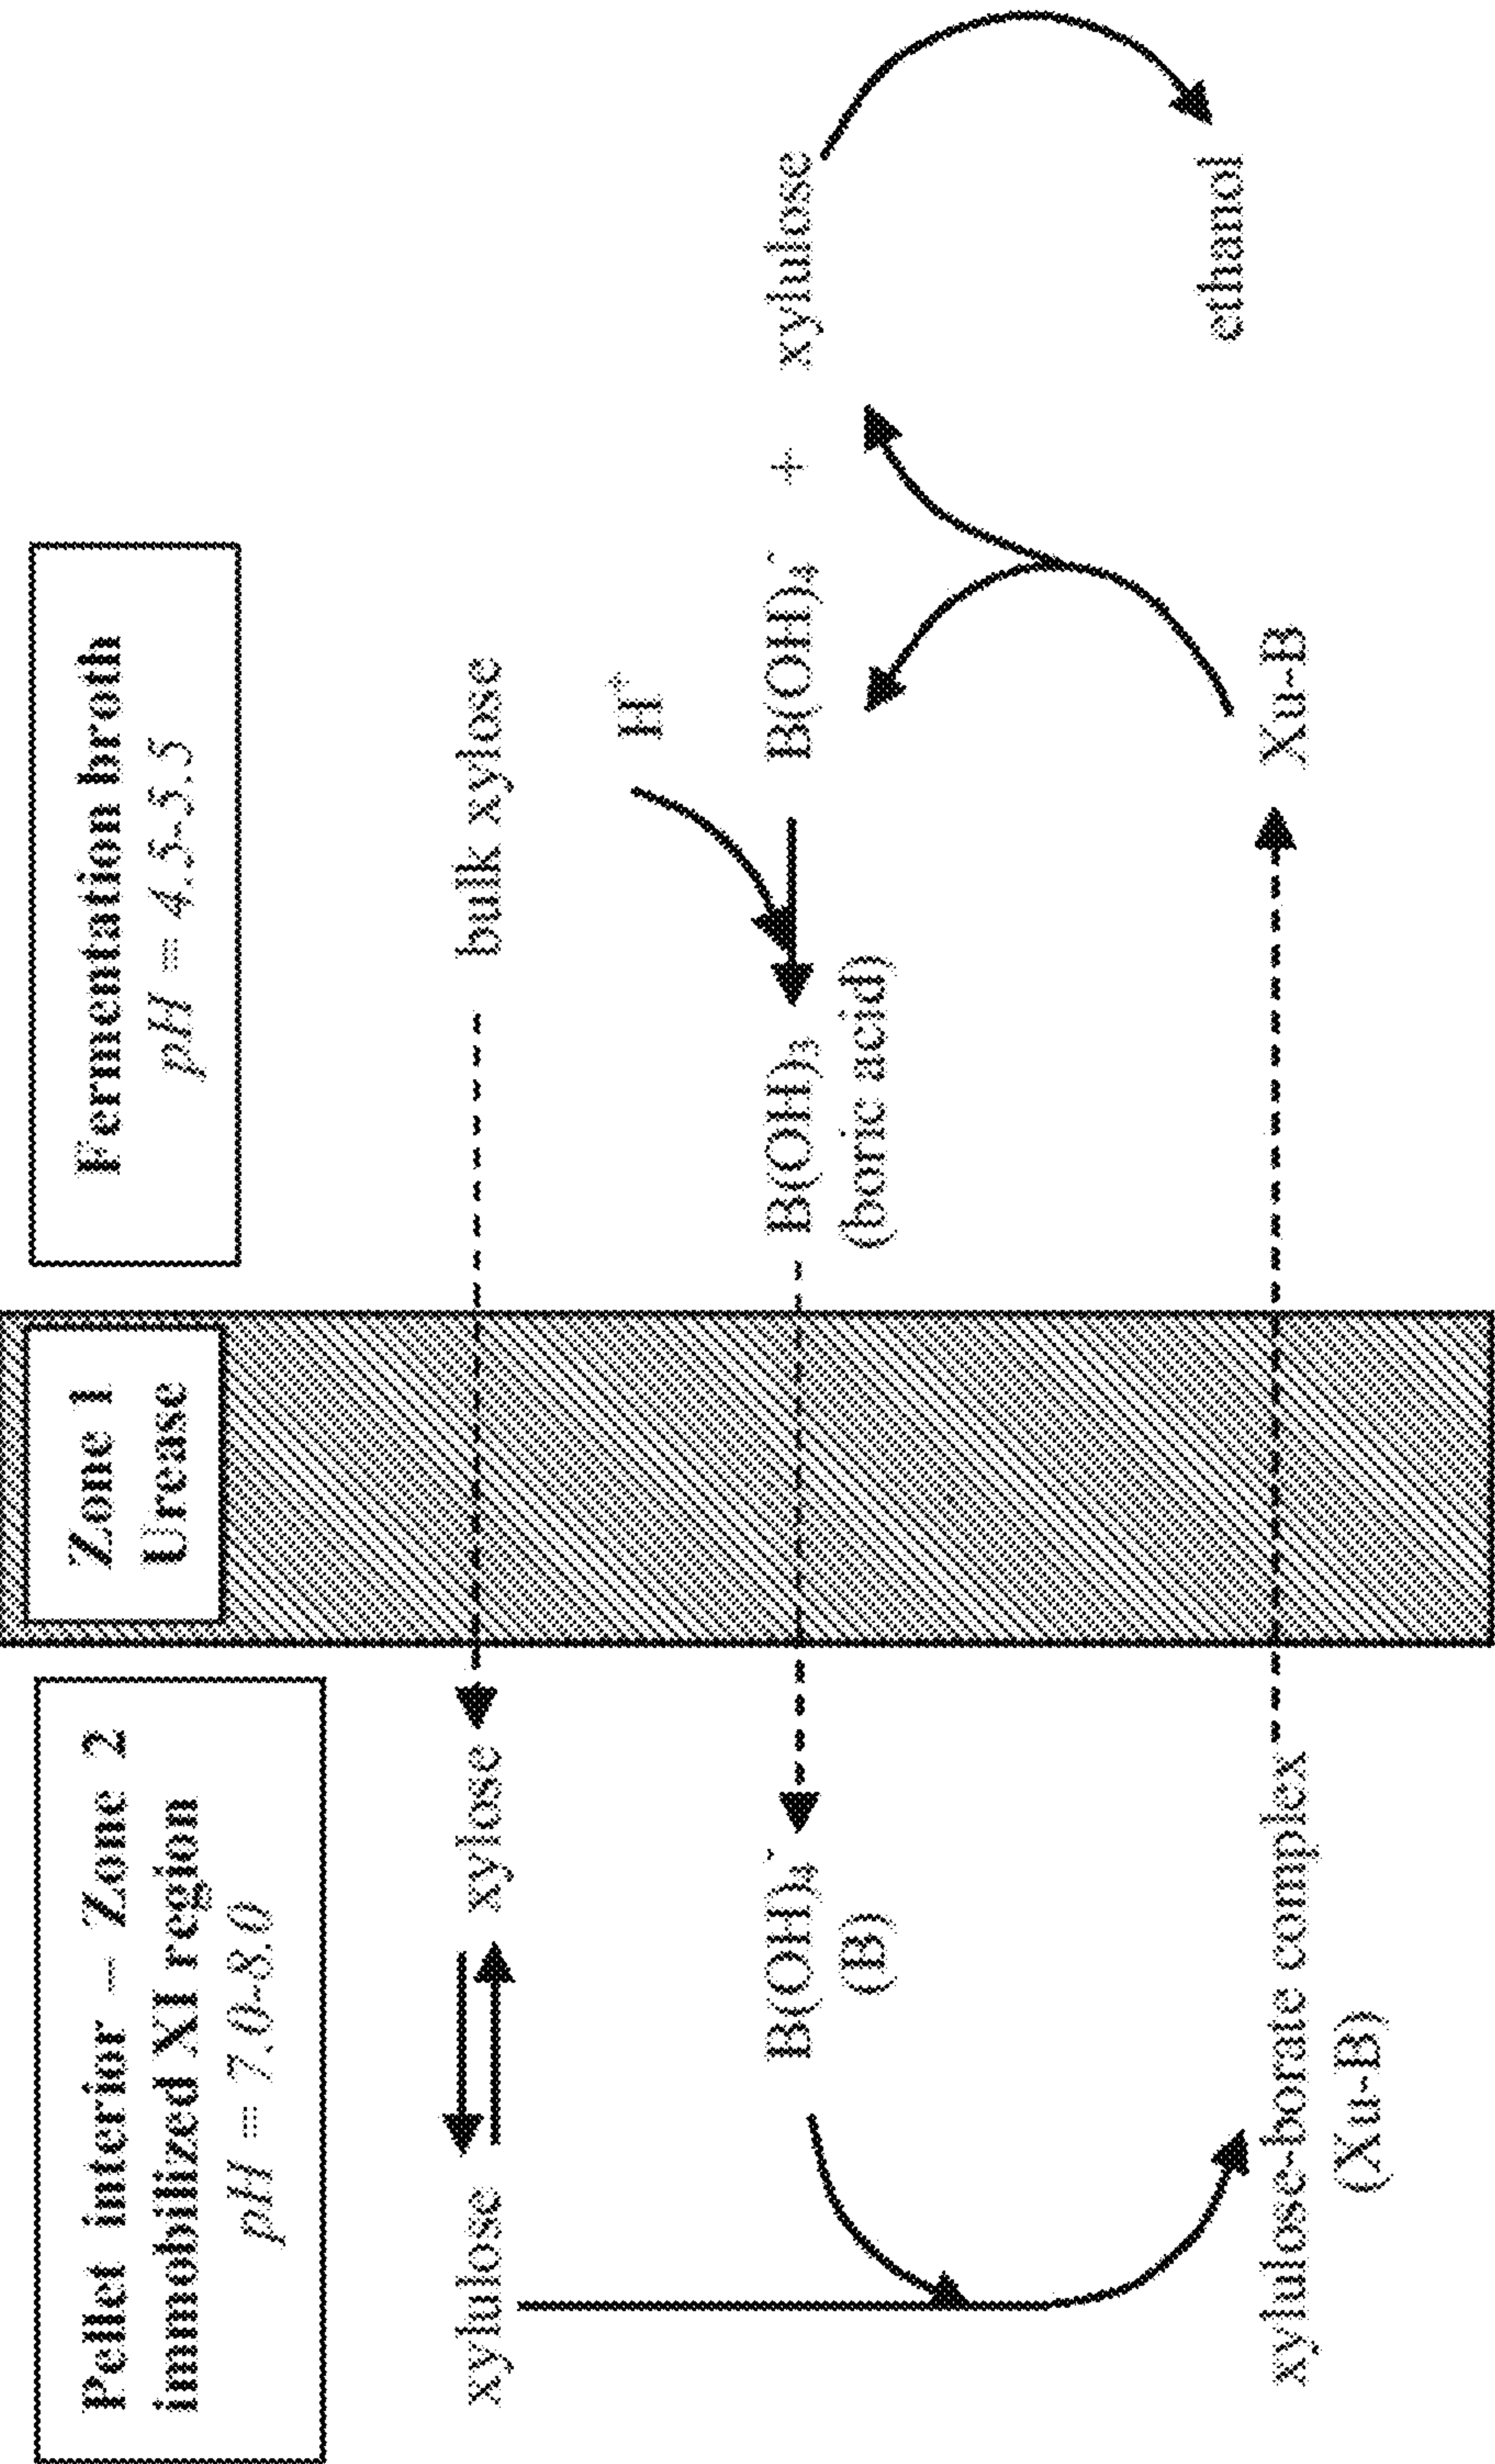 Pellet interior – Zone 2
immobilized XI region
pH = 7.0-8.0
Zone 1
Urease
Fermentation broth
pH = 4.5-5.5
xylulose
xylose
bulk xylose
H⁺
B(OH)₄⁻
(B)
B(OH)₃
(boric acid)
B(OH)₄⁻ + xylulose
xylulose-borate complex
(Xu-B)
Xu-B
ethanol